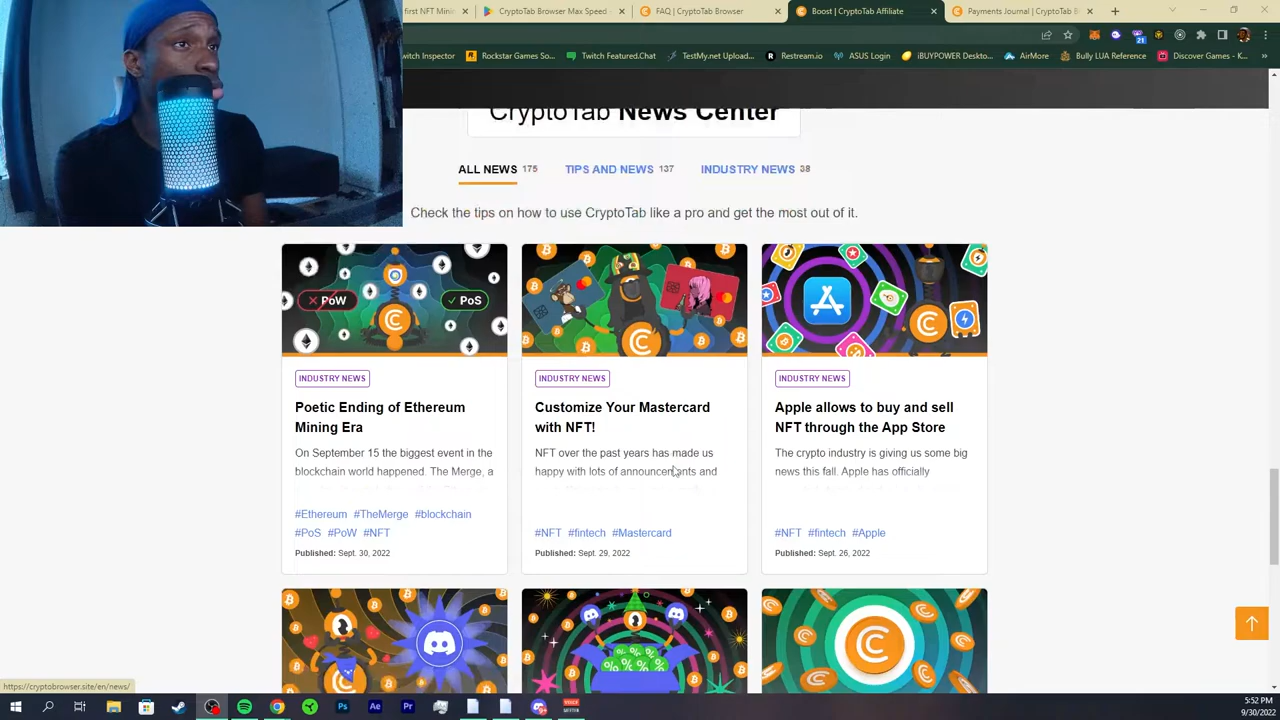 first NFT Minin
CryptoTab Browser Max Speed
FAQ | CryptoTab Browser
Boost | CryptoTab Affiliate
Payments Journal | CryptoTab B
witch Inspector
Rockstar Games So...
Twitch Featured.Chat
TestMy.net Upload...
Restream.io
ASUS Login
iBUYPOWER Deskto...
AirMore
Bully LUA Reference
Discover Games - K...
21
CryptoTab News Center
ALL NEWS 175
TIPS AND NEWS 137
INDUSTRY NEWS 38
Check the tips on how to use CryptoTab like a pro and get the most out of it.
PoW
PoS
INDUSTRY NEWS
Poetic Ending of Ethereum
Mining Era
On September 15 the biggest event in the
blockchain world happened. The Merge, a
#Ethereum #TheMerge #blockchain
#PoS #PoW #NFT
Published: Sept. 30, 2022
INDUSTRY NEWS
Customize Your Mastercard
with NFT!
NFT over the past years has made us
happy with lots of announcements and
#NFT #fintech #Mastercard
Published: Sept. 29, 2022
INDUSTRY NEWS
Apple allows to buy and sell
NFT through the App Store
The crypto industry is giving us some big
news this fall. Apple has officially
#NFT #fintech #Apple
Published: Sept. 26, 2022
https://cryptobrowser.site/en/news/
5:52 PM
9/30/2022